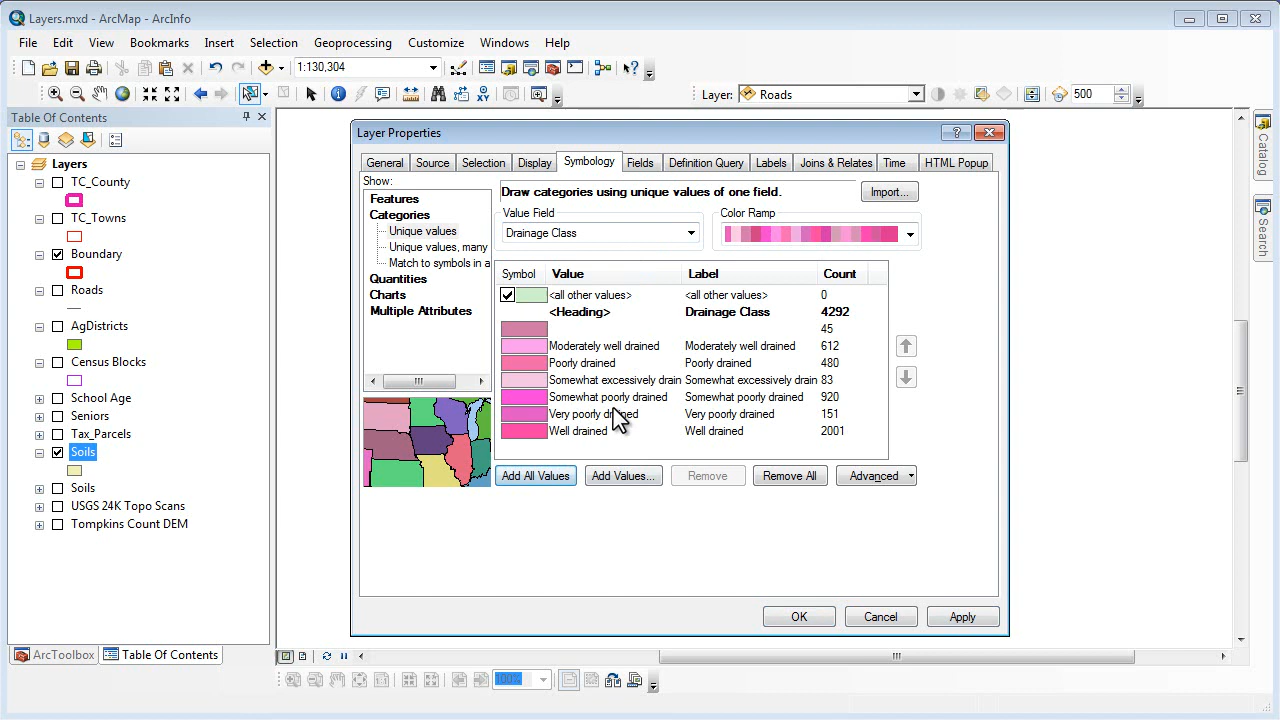 Layers.mxd - ArcMap - ArcInfo
File Edit View Bookmarks Insert Selection Geoprocessing Customize Windows Help
1:130,304
Layer: Roads 500
Table Of Contents
Layers
TC_County
TC_Towns
Boundary
Roads
AgDistricts
Census Blocks
School Age
Seniors
Tax_Parcels
Soils
Soils
USGS 24K Topo Scans
Tompkins Count DEM
ArcToolbox Table Of Contents
Layer Properties
General Source Selection Display Symbology Fields Definition Query Labels Joins & Relates Time HTML Popup
Show:
Features
Categories
Unique values
Unique values, many
Match to symbols in a
Quantities
Charts
Multiple Attributes
Draw categories using unique values of one field.
Import...
Value Field
Drainage Class
Color Ramp
Symbol Value Label Count
<all other values> <all other values> 0
<Heading> Drainage Class 4292
45
Moderately well drained Moderately well drained 612
Poorly drained Poorly drained 480
Somewhat excessively drain Somewhat excessively drain 83
Somewhat poorly drained Somewhat poorly drained 920
Very poorly drained Very poorly drained 151
Well drained Well drained 2001
Add All Values Add Values... Remove Remove All Advanced
OK Cancel Apply
100%
Catalog
Search